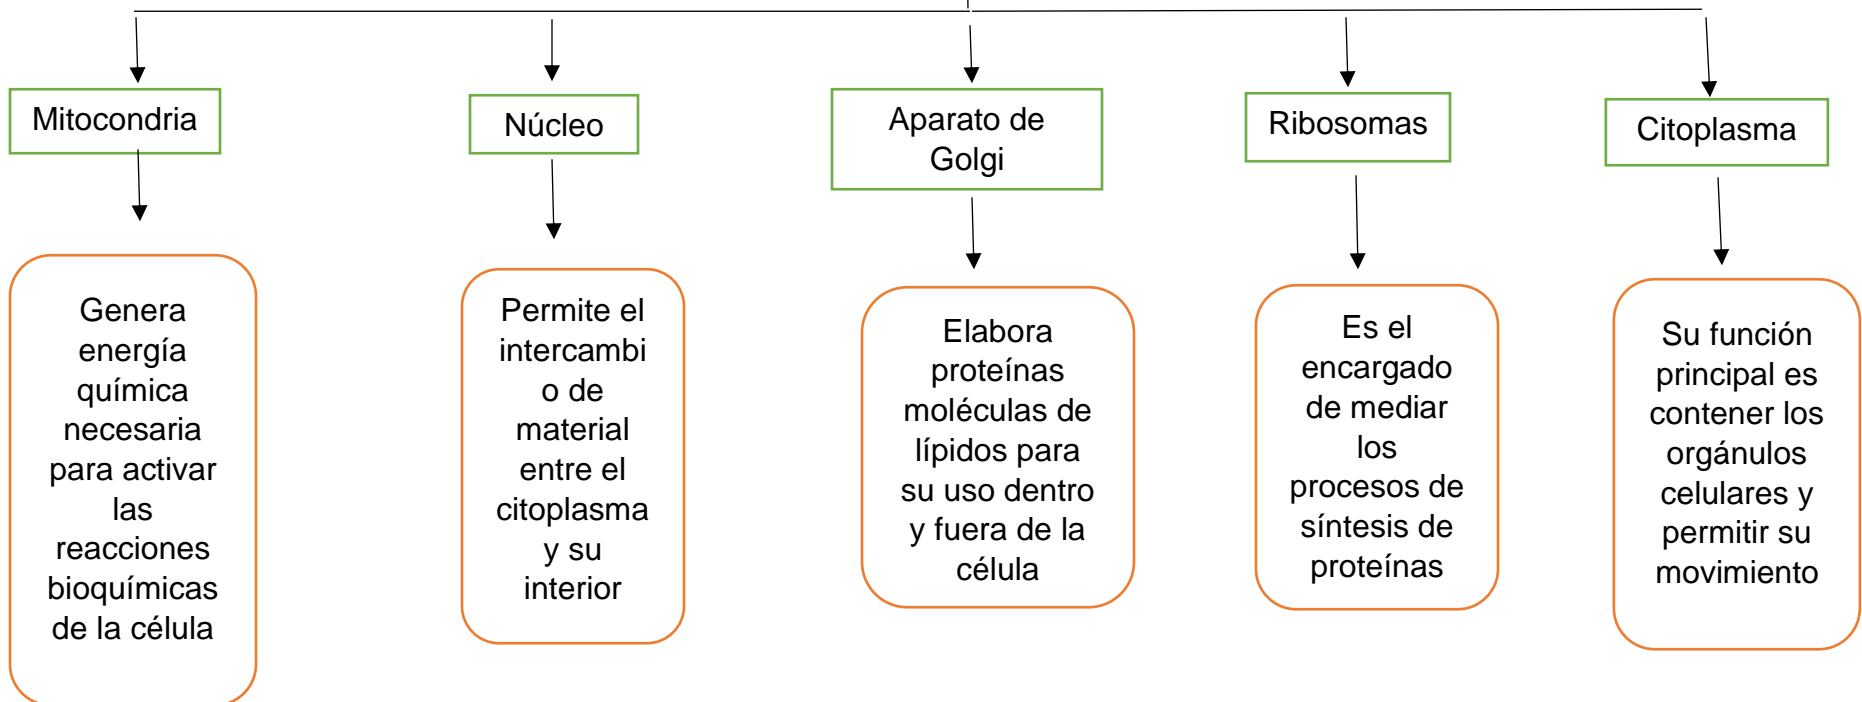 Mitocondria
Núcleo
Aparato de
Golgi
Ribosomas
Citoplasma
Genera
energía
química
necesaria
para activar
las
reacciones
bioquímicas
de la célula
Permite el
intercambi
o de
material
entre el
citoplasma
y su
interior
Elabora
proteínas
moléculas de
lípidos para
su uso dentro
y fuera de la
célula
Es el
encargado
de mediar
los
procesos de
síntesis de
proteínas
Su función
principal es
contener los
orgánulos
celulares y
permitir su
movimiento